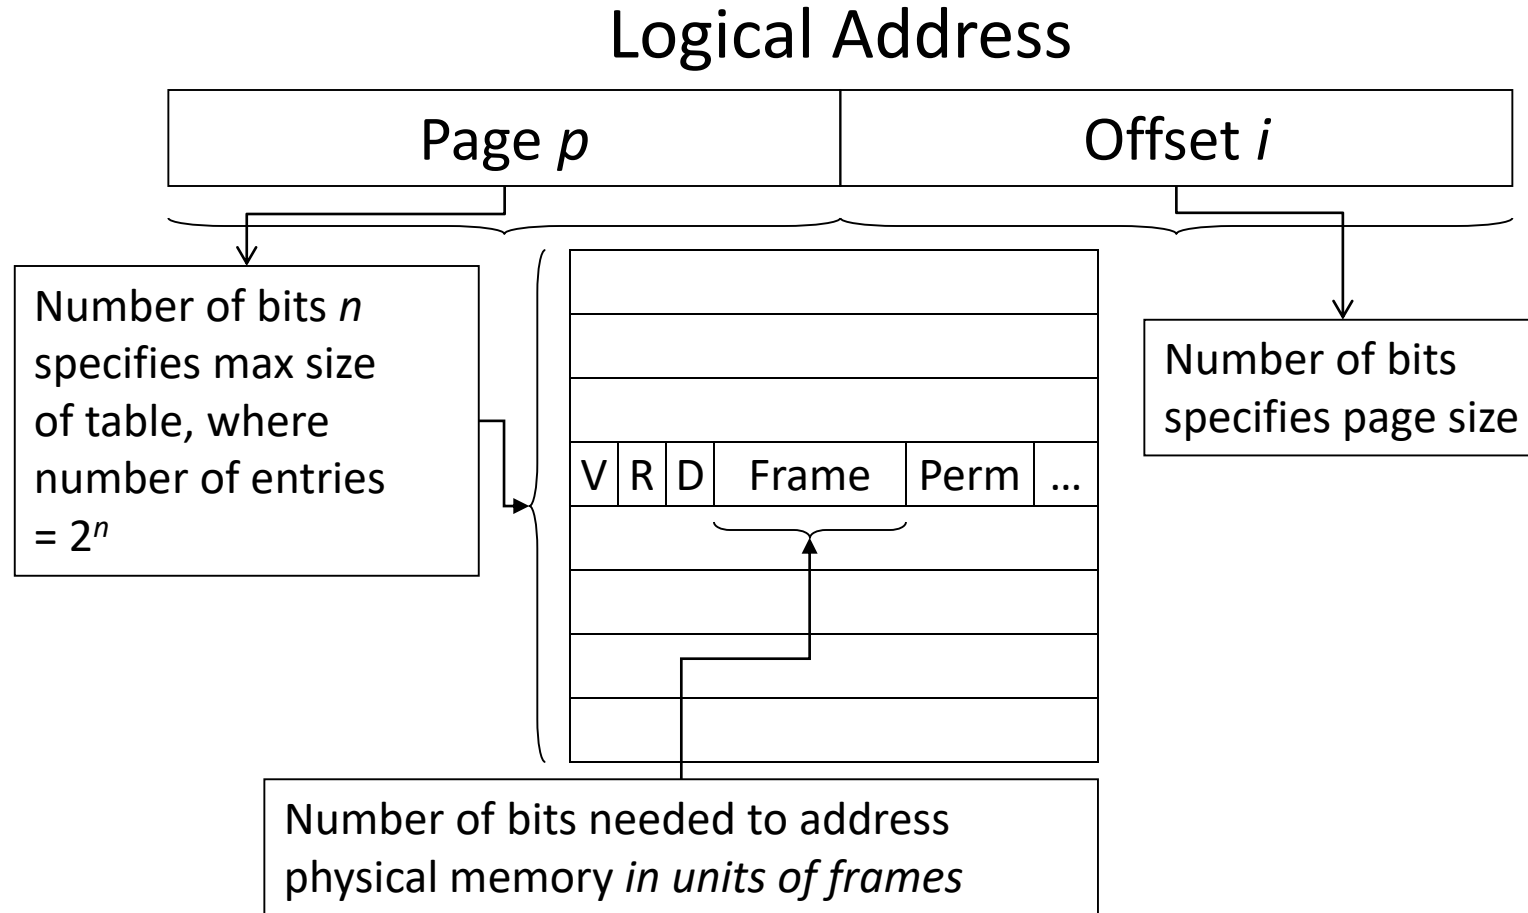 Logical Address
Page p
Offset i
Number of bits n
specifies max size
of table, where
number of entries
= 2ⁿ
Number of bits
specifies page size
V R D Frame Perm ...
Number of bits needed to address
physical memory in units of frames